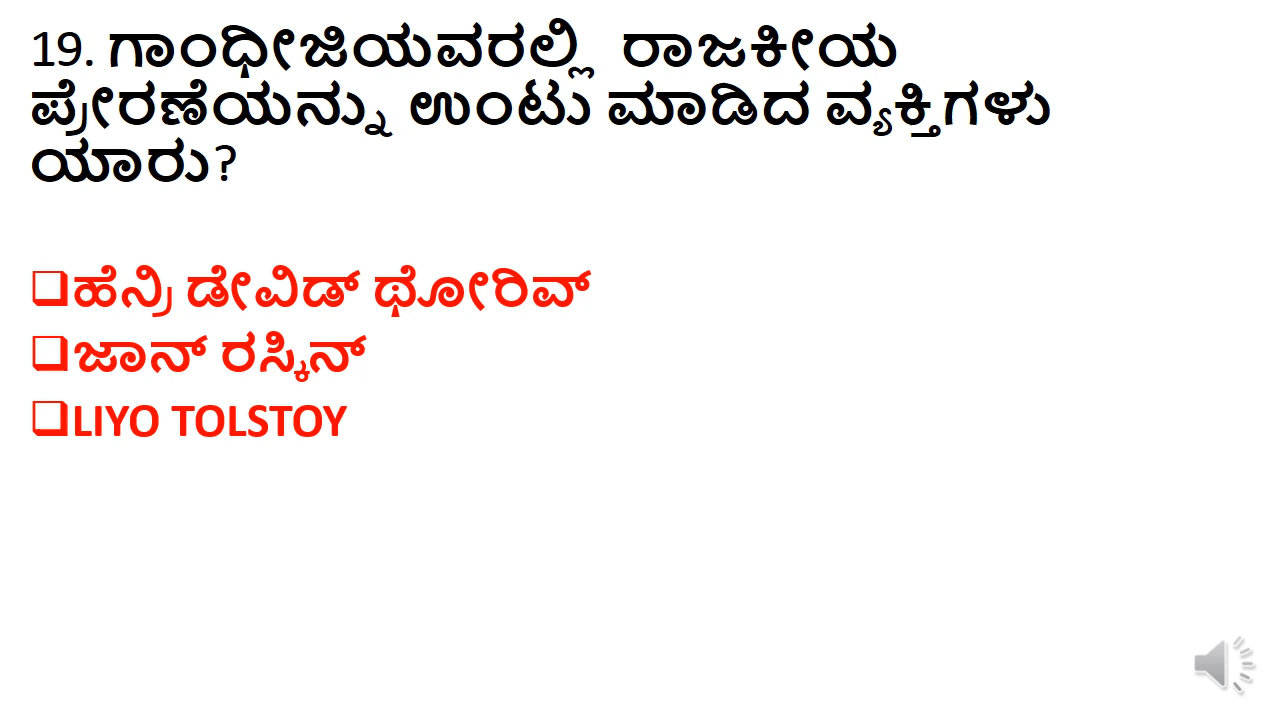 19. ಗಾಂಧೀಜಿಯವರಲ್ಲಿ ರಾಜಕೀಯ
ಪ್ರೇರಣೆಯನ್ನು ಉಂಟು ಮಾಡಿದ ವ್ಯಕ್ತಿಗಳು
ಯಾರು?
❑ಹೆನ್ರಿ ಡೇವಿಡ್ ಥೋರಿವ್
❑ಜಾನ್ ರಸ್ಕಿನ್
❑LIYO TOLSTOY